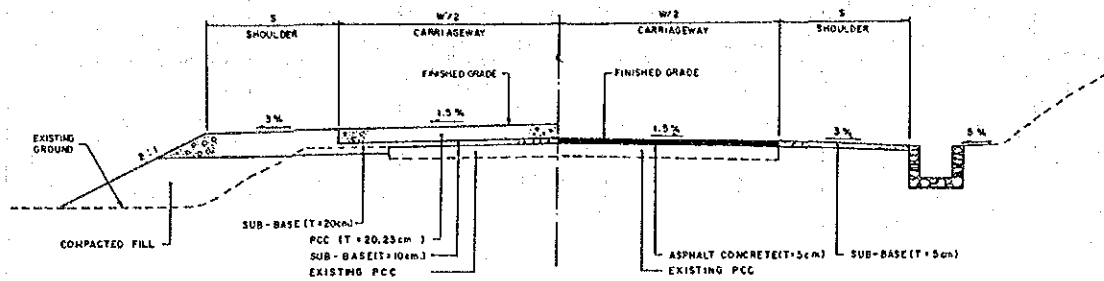 S W/2 W/2 S
SHOULDER CARRIAGEWAY CARRIAGEWAY SHOULDER
FINISHED GRADE FINISHED GRADE
3% 1.5% 1.5% 3% 5%
EXISTING
GROUND
2:1
SUB-BASE (T=20cm)
COMPACTED FILL
PCC (T=20,23cm)
SUB-BASE(T=10cm)
EXISTING PCC
ASPHALT CONCRETE(T=5cm)
SUB-BASE(T=5cm)
EXISTING PCC